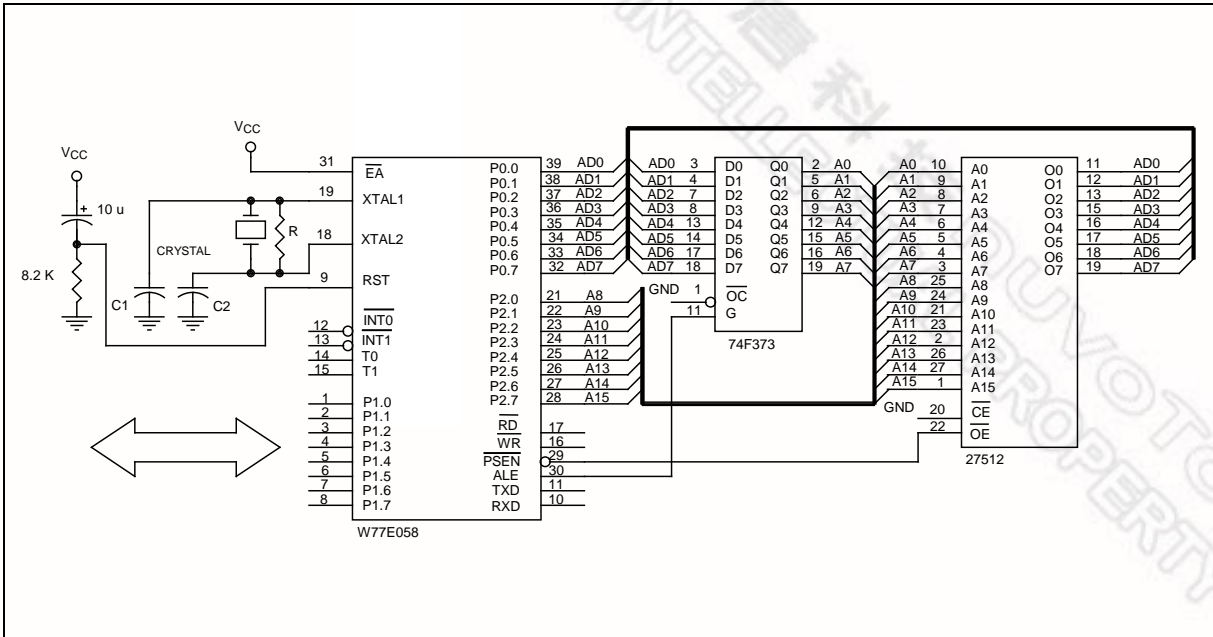 VCC
VCC
10 u
8.2 K
C1
C2
CRYSTAL
R
31 EA
19 XTAL1
18 XTAL2
9 RST
12 INT0
13 INT1
14 T0
15 T1
1 P1.0
2 P1.1
3 P1.2
4 P1.3
5 P1.4
6 P1.5
7 P1.6
8 P1.7
P0.0 39 AD0
P0.1 38 AD1
P0.2 37 AD2
P0.3 36 AD3
P0.4 35 AD4
P0.5 34 AD5
P0.6 33 AD6
P0.7 32 AD7
P2.0 21 A8
P2.1 22 A9
P2.2 23 A10
P2.3 24 A11
P2.4 25 A12
P2.5 26 A13
P2.6 27 A14
P2.7 28 A15
RD 17
WR 16
PSEN 29
ALE 30
TXD 11
RXD 10
W77E058
AD0 3 D0 Q0 2 A0
AD1 4 D1 Q1 5 A1
AD2 7 D2 Q2 6 A2
AD3 8 D3 Q3 9 A3
AD4 13 D4 Q4 12 A4
AD5 14 D5 Q5 15 A5
AD6 17 D6 Q6 16 A6
AD7 18 D7 Q7 19 A7
GND 1 OC
11 G
74F373
A0 10 A0
A1 9 A1
A2 8 A2
A3 7 A3
A4 6 A4
A5 5 A5
A6 4 A6
A7 3 A7
A8 25 A8
A9 24 A9
A10 21 A10
A11 23 A11
A12 2 A12
A13 26 A13
A14 27 A14
A15 1 A15
GND 20 CE
22 OE
O0 11 AD0
O1 12 AD1
O2 13 AD2
O3 15 AD3
O4 16 AD4
O5 17 AD5
O6 18 AD6
O7 19 AD7
27512